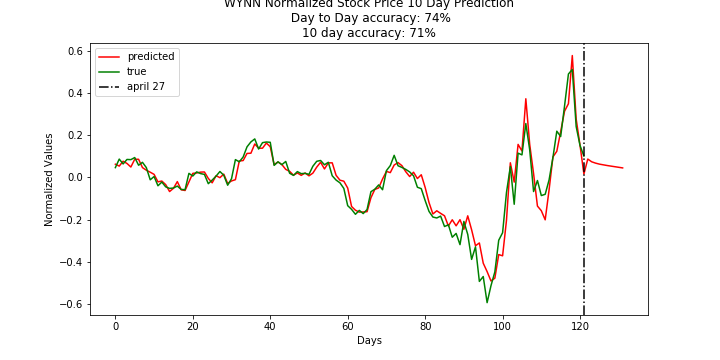 WYNN Normalized Stock Price 10 Day Prediction
Day to Day accuracy: 74%
10 day accuracy: 71%
predicted
true
april 27
0.6
0.4
0.2
0.0
−0.2
−0.4
−0.6
Normalized Values
0 20 40 60 80 100 120
Days